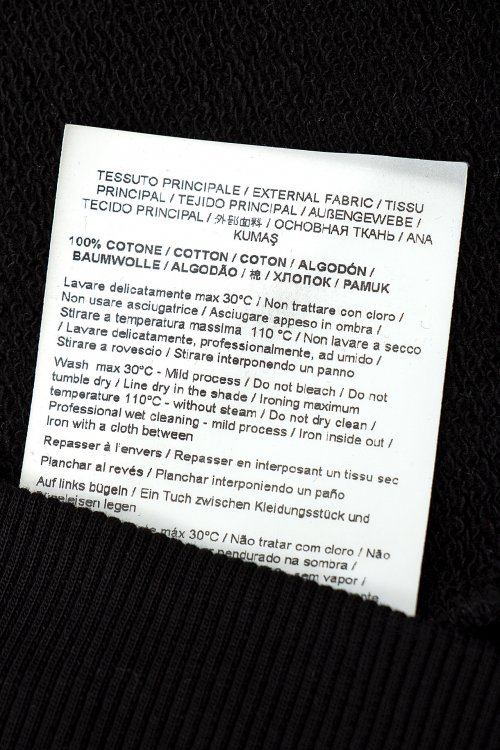 TESSUTO PRINCIPALE / EXTERNAL FABRIC / TISSU
PRINCIPAL / TEJIDO PRINCIPAL / AUßENGEWEBE /
TECIDO PRINCIPAL / 外部面料 / ОСНОВНАЯ ТКАНЬ / ANA
KUMAŞ
100% COTONE / COTTON / COTON / ALGODÓN /
BAUMWOLLE / ALGODÃO / 棉 / ХЛОПОК / PAMUK
Lavare delicatamente max 30°C / Non trattare con cloro /
Non usare asciugatrice / Asciugare appeso in ombra /
Stirare a temperatura massima 110 °C / Non lavare a secco
/ Lavare delicatamente, professionalmente, ad umido /
Stirare a rovescio / Stirare interponendo un panno
Wash max 30°C - Mild process / Do not bleach / Do not
tumble dry / Line dry in the shade / Ironing maximum
temperature 110°C - without steam / Do not dry clean /
Professional wet cleaning - mild process / Iron inside out /
Iron with a cloth between
Repasser à l'envers / Repasser en interposant un tissu sec
Planchar al revés / Planchar interponiendo un paño
Auf links bügeln / Ein Tuch zwischen Kleidungsstück und
legen
máx 30°C / Não tratar com cloro / Não
pendurado na sombra /
sem vapor /